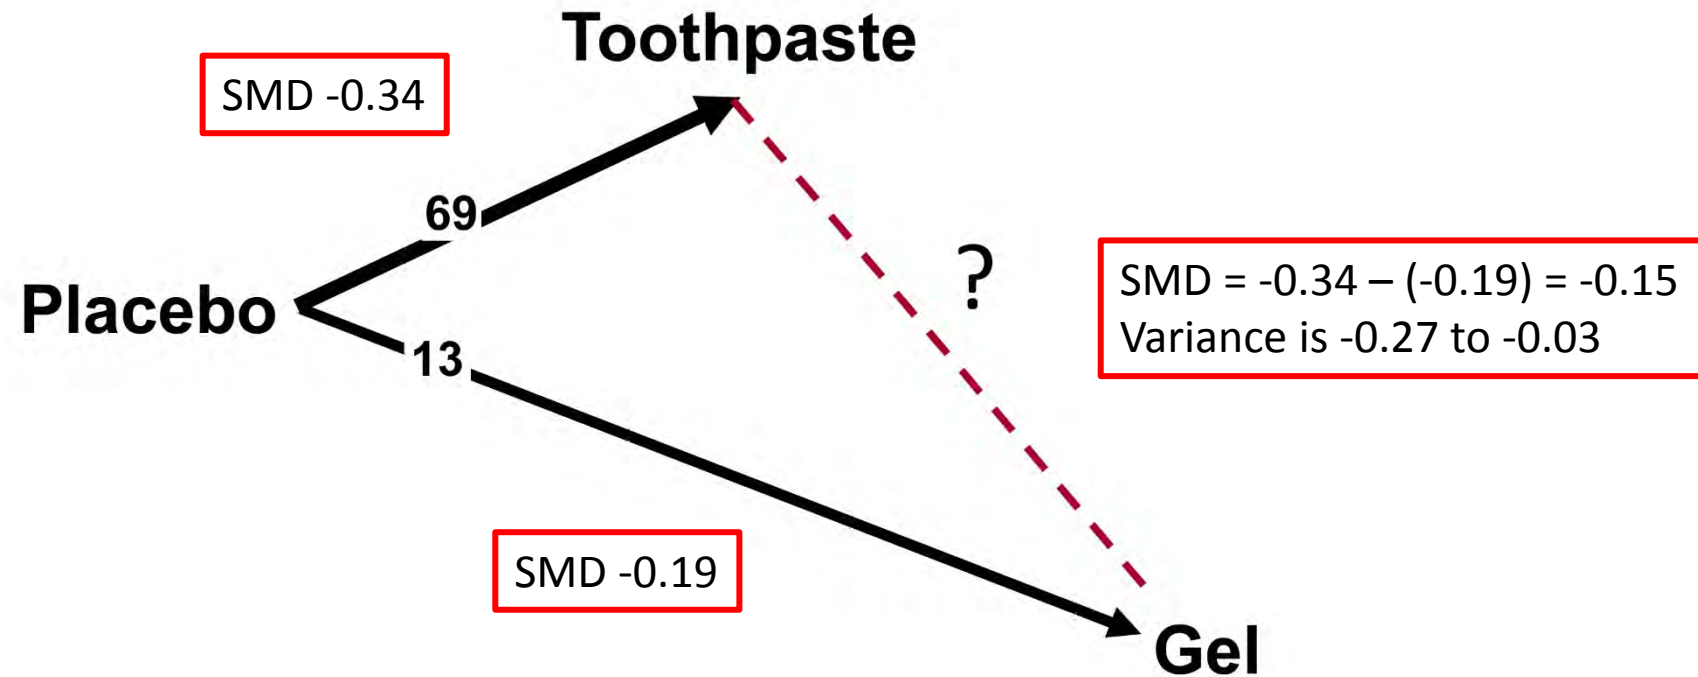 Toothpaste
SMD -0.34
69
?
Placebo
SMD = -0.34 – (-0.19) = -0.15
Variance is -0.27 to -0.03
13
SMD -0.19
Gel